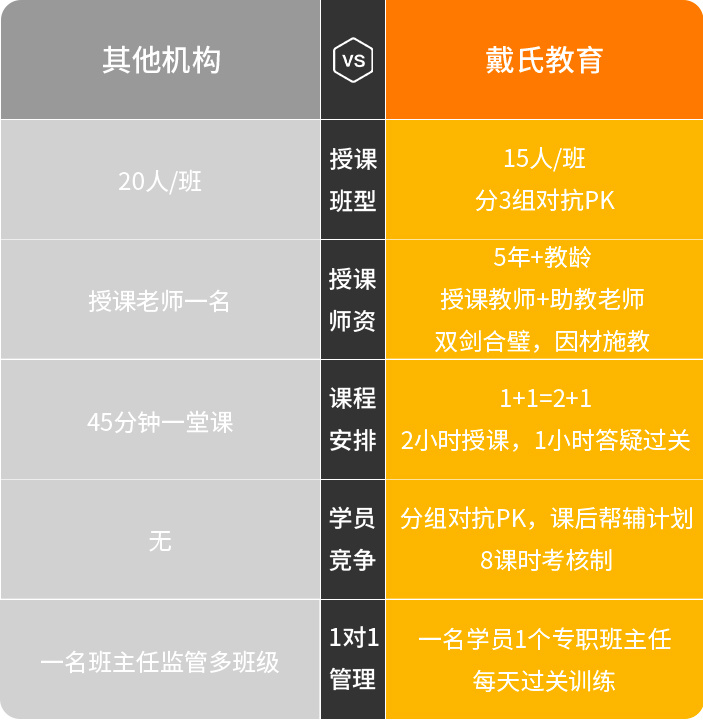 其他机构
VS
戴氏教育
20人/班
授课
班型
15人/班
分3组对抗PK
授课老师一名
授课
师资
5年+教龄
授课教师+助教老师
双剑合璧，因材施教
45分钟一堂课
课程
安排
1+1=2+1
2小时授课，1小时答疑过关
无
学员
竞争
分组对抗PK，课后帮辅计划
8课时考核制
一名班主任监管多班级
1对1
管理
一名学员1个专职班主任
每天过关训练